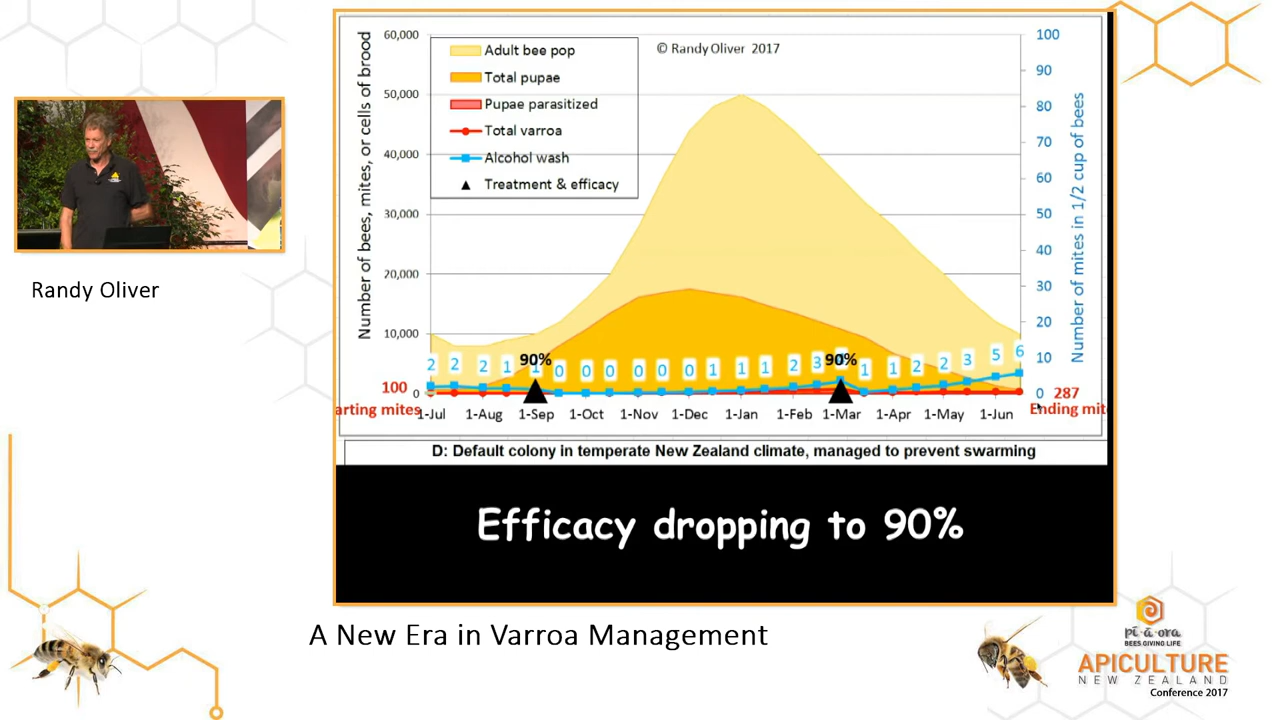 Randy Oliver
Number of bees, mites, or cells of brood
60,000
50,000
40,000
30,000
20,000
10,000
0
Adult bee pop
Total pupae
Pupae parasitized
Total varroa
Alcohol wash
Treatment & efficacy
© Randy Oliver 2017
100
90
80
70
60
50
40
30
20
10
0
Number of mites in 1/2 cup of bees
2 2 2 1 1 0 0 0 0 0 0 1 1 1 2 3 1 1 2 2 3 5 6
90% 90%
100
arting mites
287
Ending mit
1-Jul 1-Aug 1-Sep 1-Oct 1-Nov 1-Dec 1-Jan 1-Feb 1-Mar 1-Apr 1-May 1-Jun
D: Default colony in temperate New Zealand climate, managed to prevent swarming
Efficacy dropping to 90%
A New Era in Varroa Management
pī·ā·ora
BEES GIVING LIFE
APICULTURE
NEW ZEALAND
Conference 2017